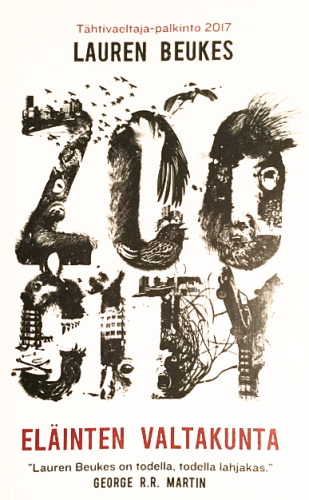 Tähtivaeltaja-palkinto 2017
LAUREN BEUKES
ZOO
CITY
ELÄINTEN VALTAKUNTA
"Lauren Beukes on todella, todella lahjakas."
GEORGE R.R. MARTIN